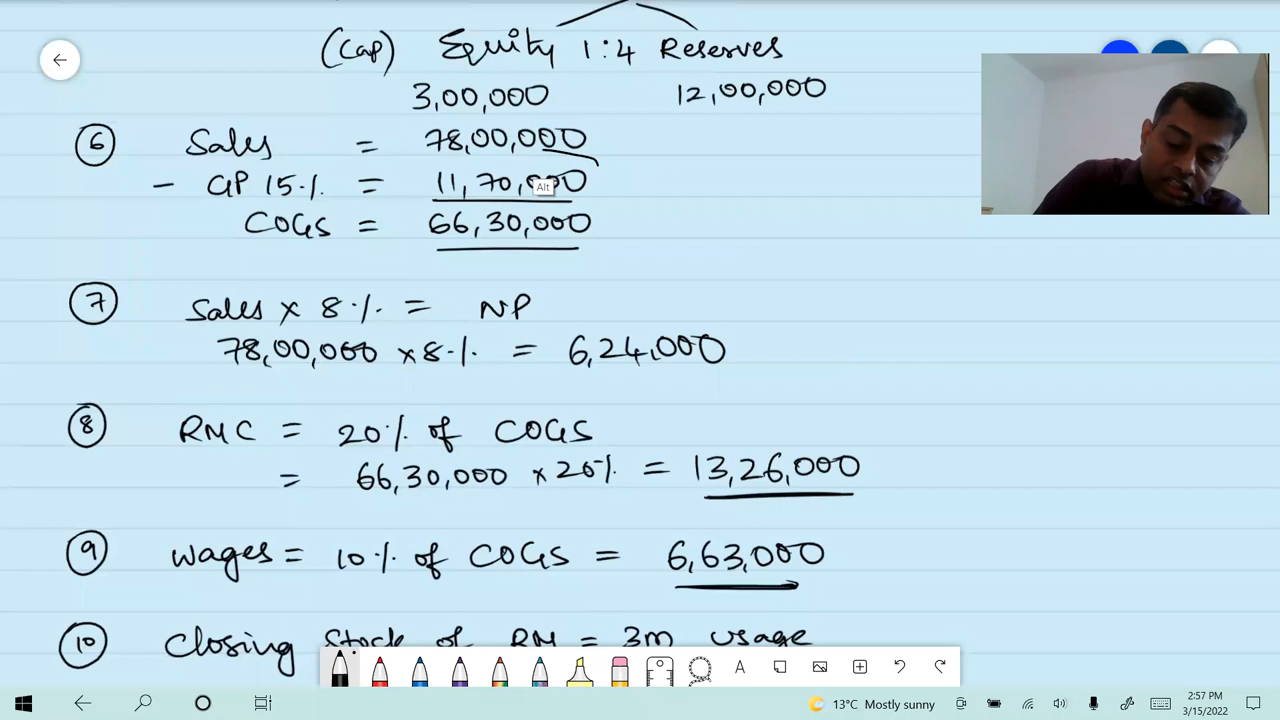 (Cap) Equity 1:4 Reserves
3,00,000 12,00,000
6 Sales = 78,00,000
- GP 15% = 11,70,000
Alt
COGS = 66,30,000
7 Sales x 8% = NP
78,00,000 x 8% = 6,24,000
8 RMC = 20% of COGS
= 66,30,000 x 20% = 13,26,000
9 wages = 10% of COGS = 6,63,000
10 Closing Stock of RM = 3m usage
A
13°C Mostly sunny
2:57 PM
3/15/2022